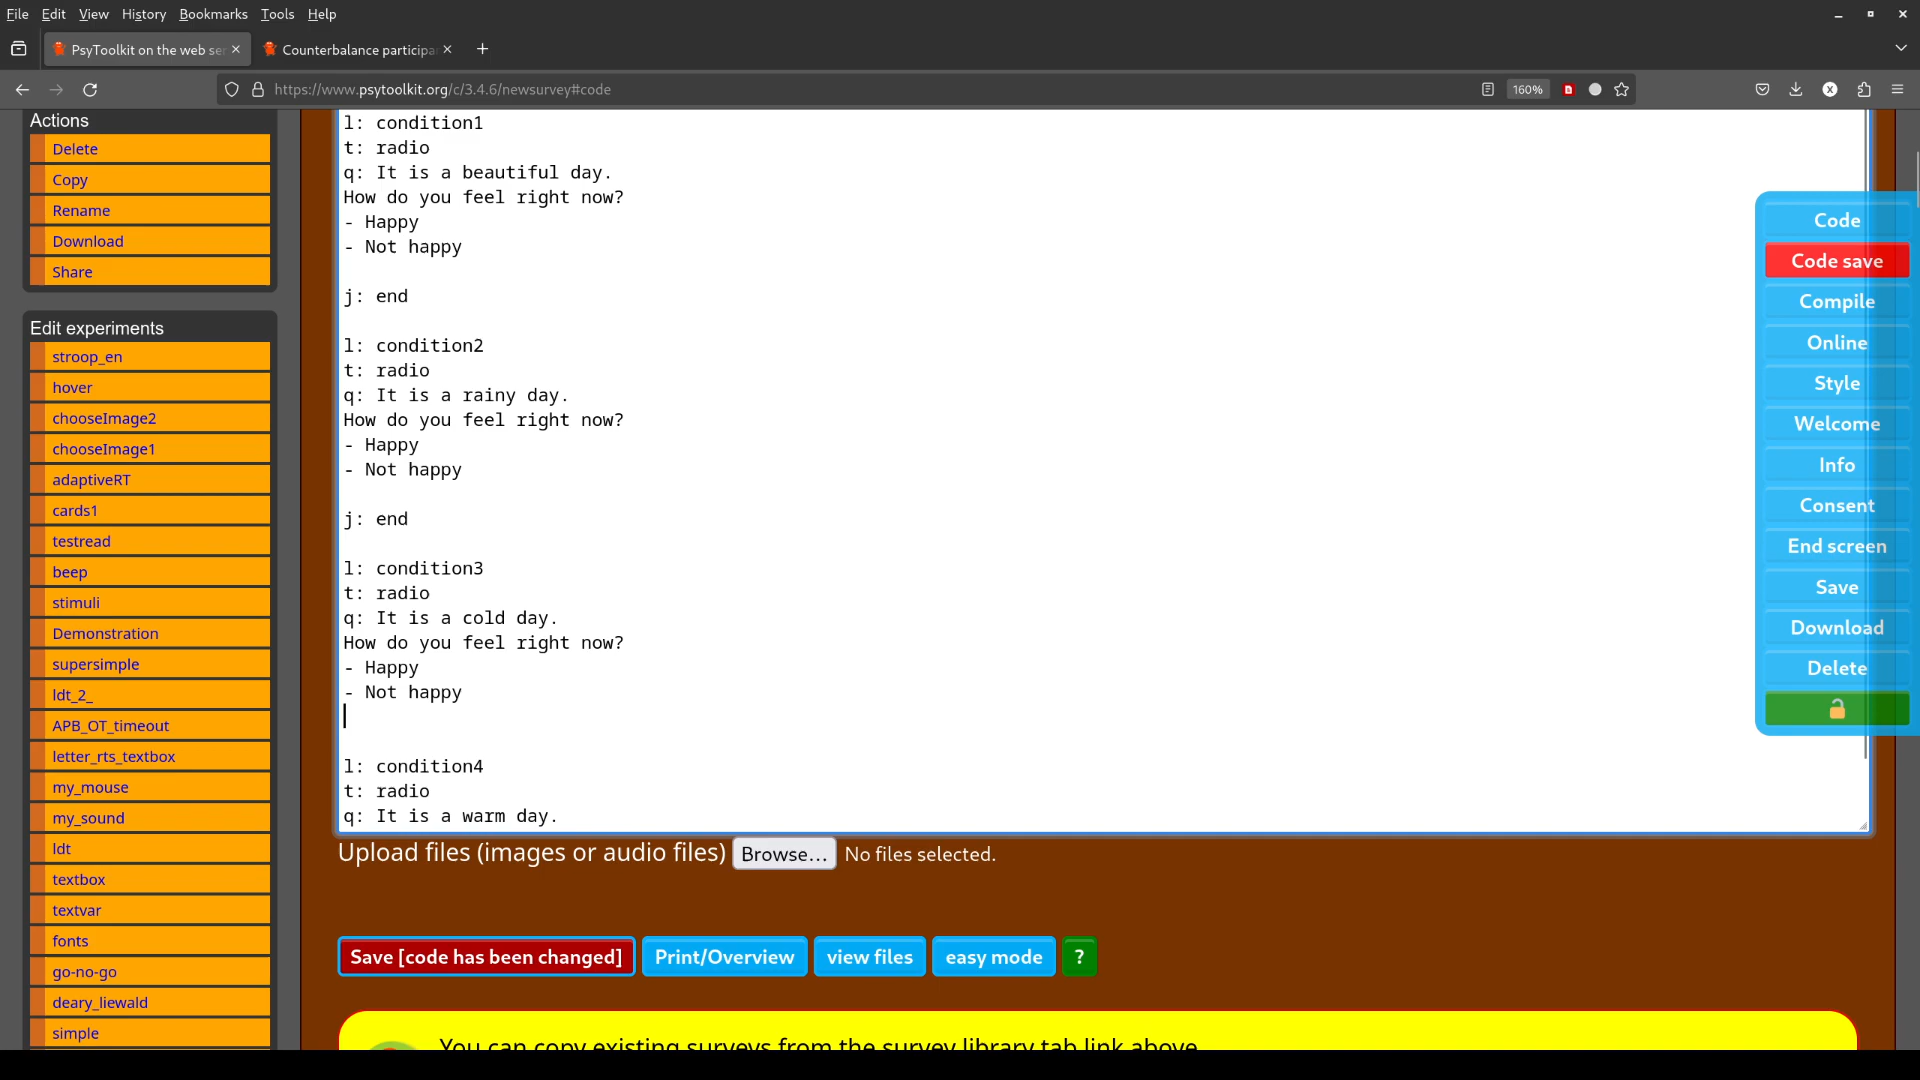 File Edit View History Bookmarks Tools Help
PsyToolkit on the web se
Counterbalance participa
https://www.psytoolkit.org/c/3.4.6/newsurvey#code
160%
Actions
Delete
Copy
Rename
Download
Share
Edit experiments
stroop_en
hover
chooseImage2
chooseImage1
adaptiveRT
cards1
testread
beep
stimuli
Demonstration
supersimple
ldt_2_
APB_OT_timeout
letter_rts_textbox
my_mouse
my_sound
ldt
textbox
textvar
fonts
go-no-go
deary_liewald
simple
l: condition1
t: radio
q: It is a beautiful day.
How do you feel right now?
- Happy
- Not happy
j: end
l: condition2
t: radio
q: It is a rainy day.
How do you feel right now?
- Happy
- Not happy
j: end
l: condition3
t: radio
q: It is a cold day.
How do you feel right now?
- Happy
- Not happy
l: condition4
t: radio
q: It is a warm day.
Upload files (images or audio files) Browse... No files selected.
Save [code has been changed] Print/Overview view files easy mode ?
You can copy existing surveys from the survey library tab link above
Code
Code save
Compile
Online
Style
Welcome
Info
Consent
End screen
Save
Download
Delete